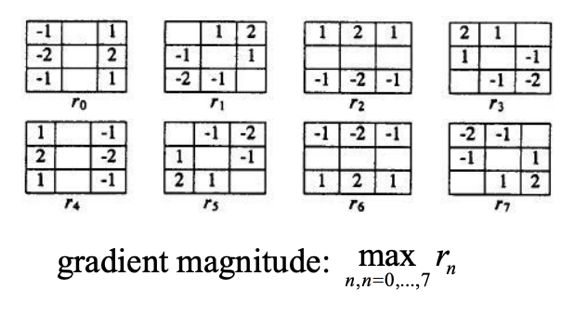 -1 1 1 2 1 2 1 2 1
-2 2 -1 1 1 -1
-1 1 -2 -1 -1 -2 -1 -1 -2
r0 r1 r2 r3
1 -1 -1 -2 -1 -2 -1 -2 -1
2 -2 1 -1 -1 1
1 -1 2 1 1 2 1 1 2
r4 r5 r6 r7
gradient magnitude: max rn
n,n=0,...,7